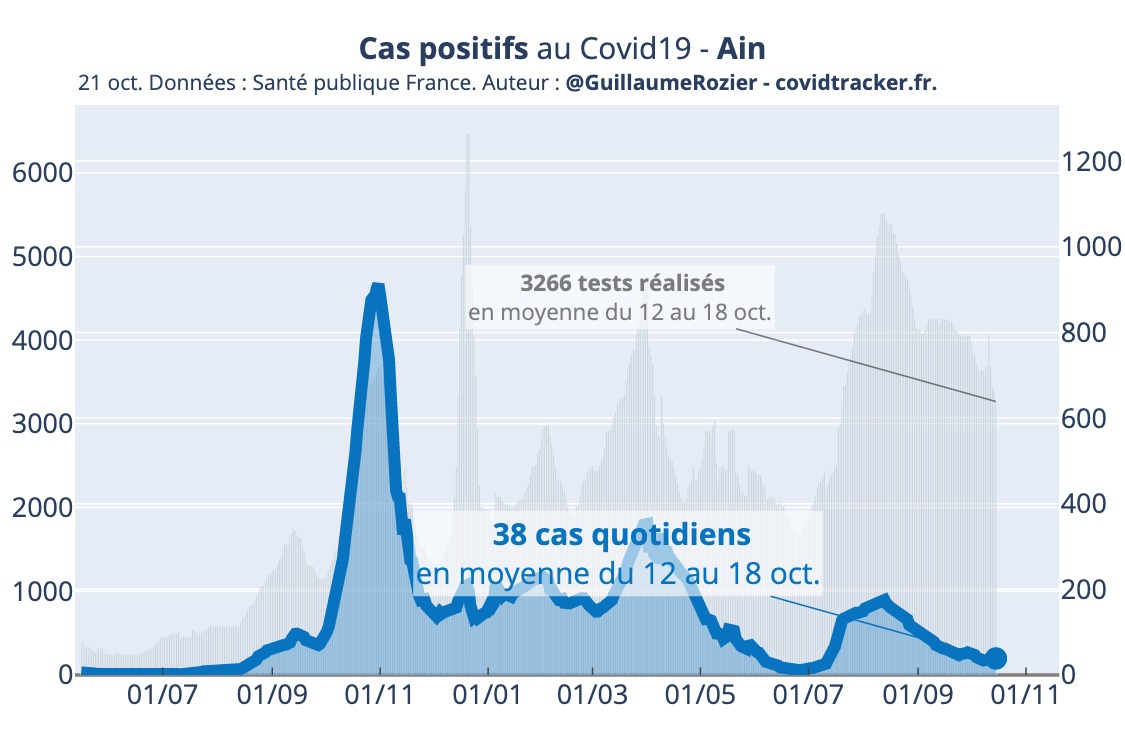 Cas positifs au Covid19 - Ain
21 oct. Données : Santé publique France. Auteur : @GuillaumeRozier - covidtracker.fr.
6000
5000
4000
3000
2000
1000
0
1200
1000
800
600
400
200
0
3266 tests réalisés
en moyenne du 12 au 18 oct.
38 cas quotidiens
en moyenne du 12 au 18 oct.
01/07 01/09 01/11 01/01 01/03 01/05 01/07 01/09 01/11